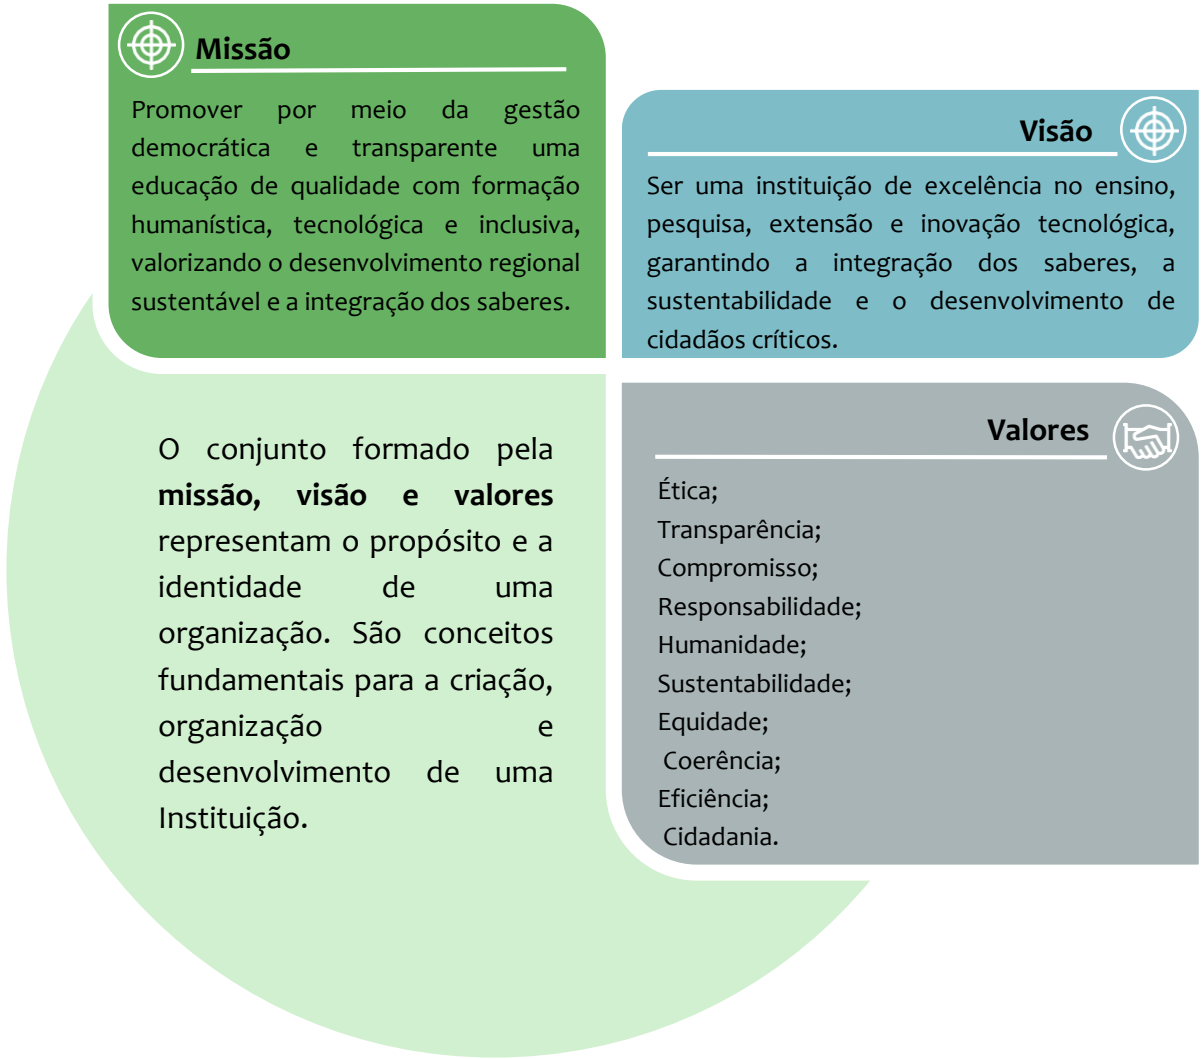 Missão
Promover por meio da gestão
democrática e transparente uma
educação de qualidade com formação
humanística, tecnológica e inclusiva,
valorizando o desenvolvimento regional
sustentável e a integração dos saberes.
Visão
Ser uma instituição de excelência no ensino,
pesquisa, extensão e inovação tecnológica,
garantindo a integração dos saberes, a
sustentabilidade e o desenvolvimento de
cidadãos críticos.
O conjunto formado pela
missão, visão e valores
representam o propósito e a
identidade de uma
organização. São conceitos
fundamentais para a criação,
organização e
desenvolvimento de uma
Instituição.
Valores
Ética;
Transparência;
Compromisso;
Responsabilidade;
Humanidade;
Sustentabilidade;
Equidade;
Coerência;
Eficiência;
Cidadania.